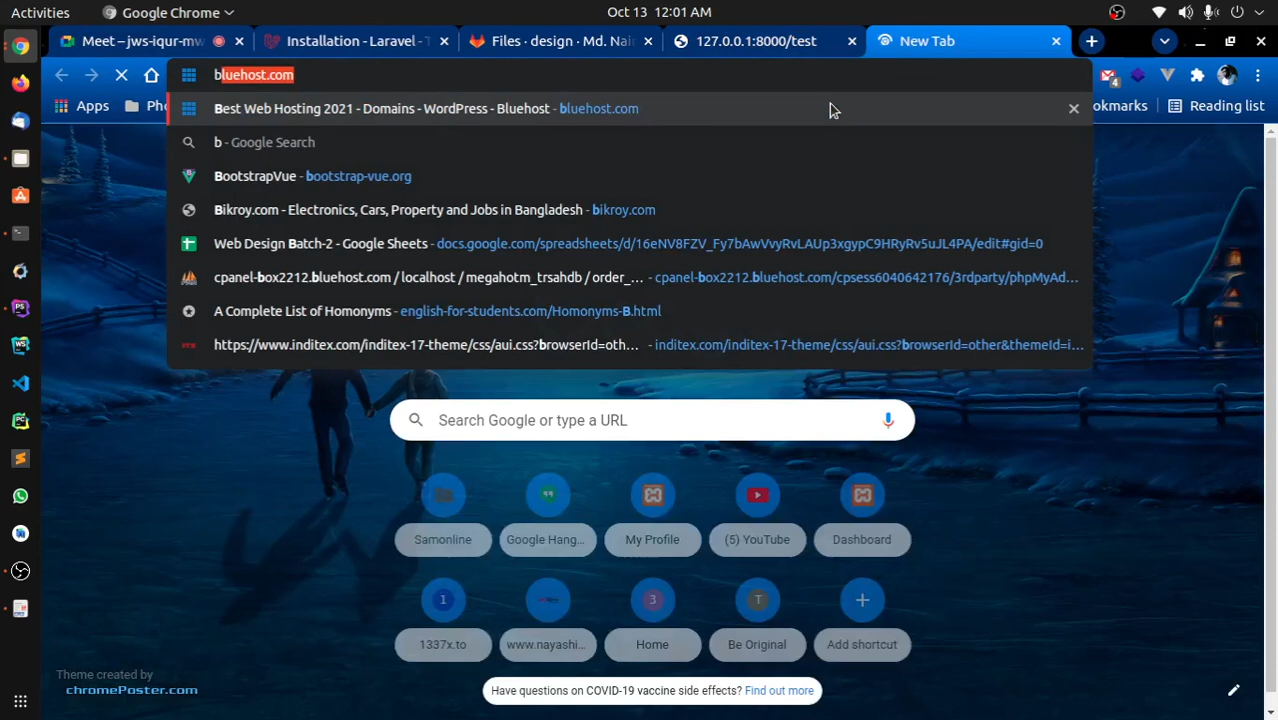 Activities
Google Chrome
Oct 13 12:01 AM
Meet – jws-iqur-mw
Installation - Laravel - T
Files · design · Md. Nair
127.0.0.1:8000/test
New Tab
bluehost.com
4
Apps
Pho
okmarks
Reading list
Best Web Hosting 2021 - Domains - WordPress - Bluehost - bluehost.com
b - Google Search
BootstrapVue - bootstrap-vue.org
Bikroy.com - Electronics, Cars, Property and Jobs in Bangladesh - bikroy.com
Web Design Batch-2 - Google Sheets - docs.google.com/spreadsheets/d/16eNV8FZV_Fy7bAwVvyRvLAUp3xgypC9HRyRv5uJL4PA/edit#gid=0
cpanel-box2212.bluehost.com / localhost / megahotm_trsahdb / order_... - cpanel-box2212.bluehost.com/cpsess6040642176/3rdparty/phpMyAd...
A Complete List of Homonyms - english-for-students.com/Homonyms-B.html
https://www.inditex.com/inditex-17-theme/css/aui.css?browserId=oth... - inditex.com/inditex-17-theme/css/aui.css?browserId=other&themeId=i...
Search Google or type a URL
Samonline
Google Hang...
My Profile
(5) YouTube
Dashboard
1
3
T
1337x.to
www.nayashi...
Home
Be Original
Add shortcut
Theme created by
chromePoster.com
Have questions on COVID-19 vaccine side effects? Find out more